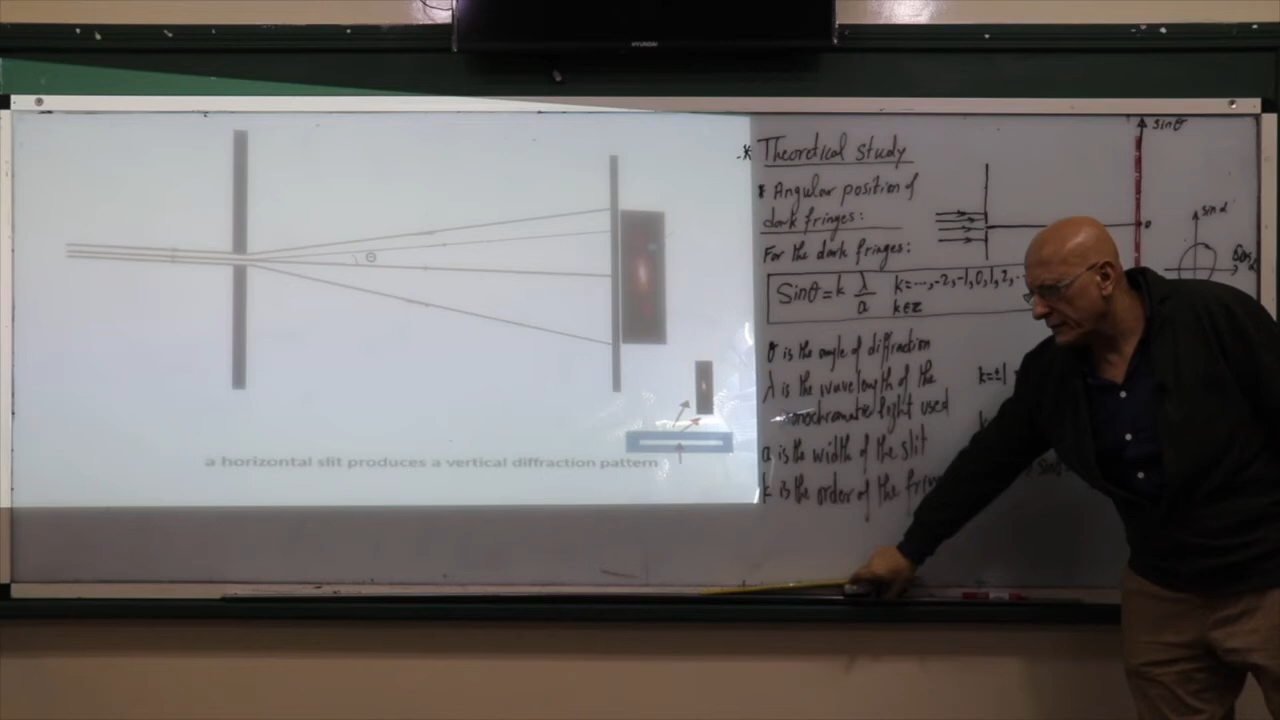 HYUNDAI
Θ
a horizontal slit produces a vertical diffraction pattern
Theoretical study
Angular position of
dark fringes:
For the dark fringes:
Sinθ = k λ/a   k = ..., -2, -1, 0, 1, 2, ..
k∈Z
θ is the angle of diffraction
λ is the wavelength of the
monochromatic light used
a is the width of the slit
k is the order of the
sinθ
o
sin α
k=±1 =